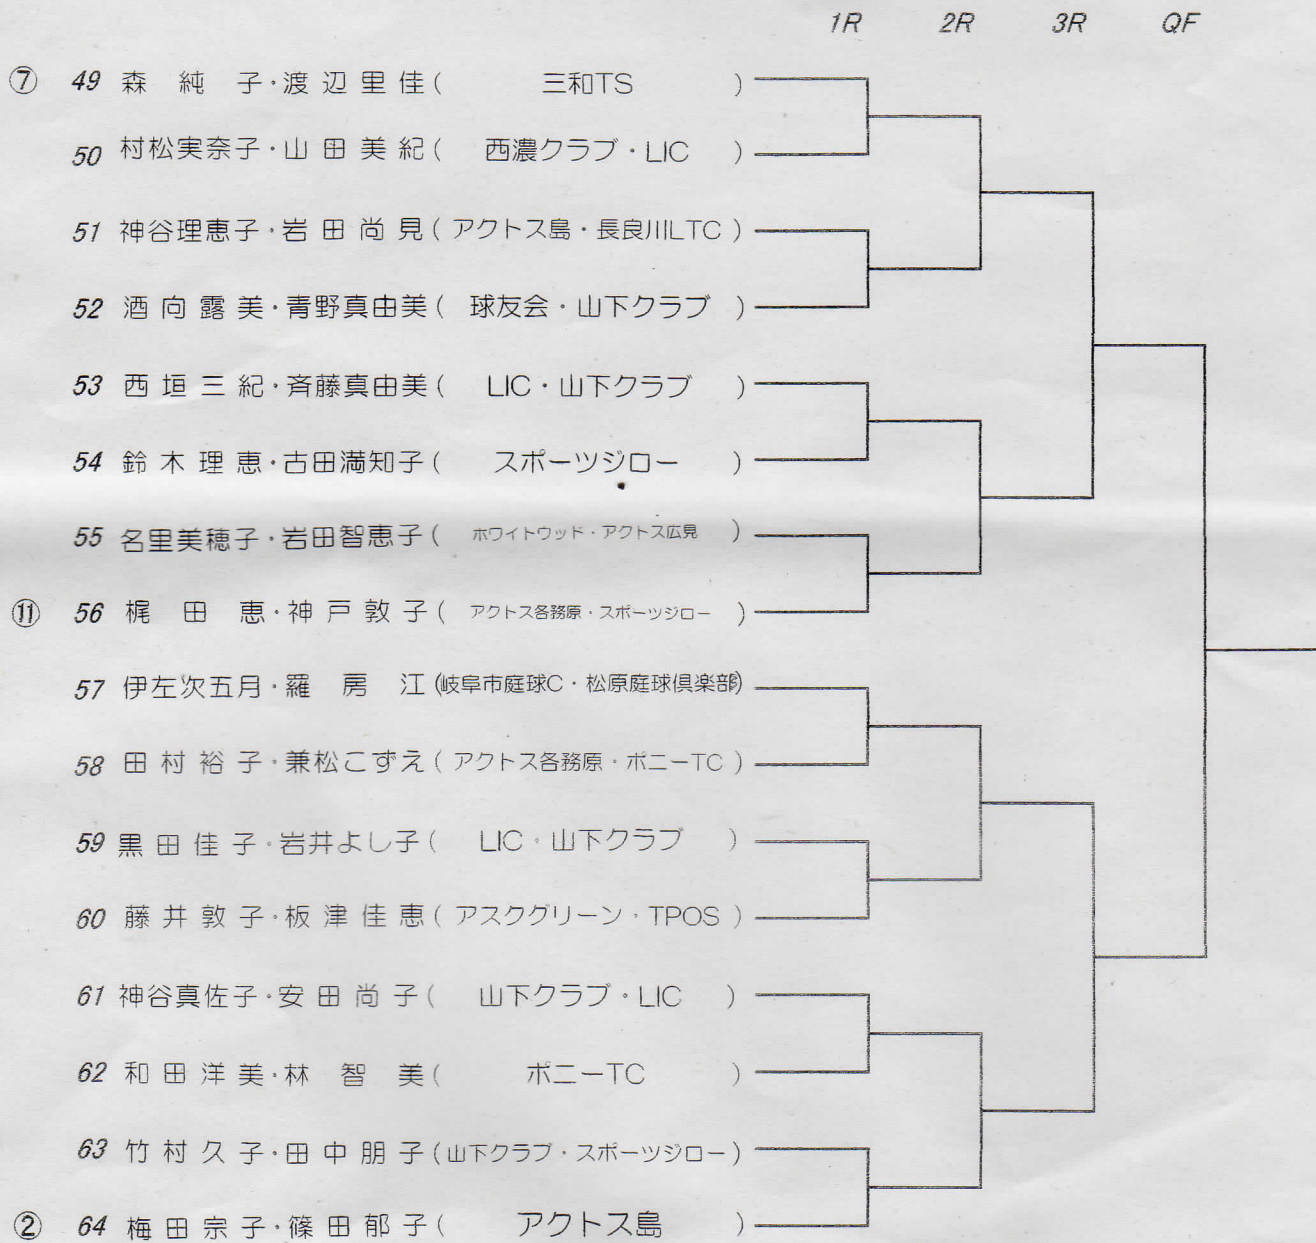 1R 2R 3R QF
⑦ 49 森 純 子・渡 辺 里 佳 ( 三和TS )
50 村松実奈子・山 田 美 紀 ( 西濃クラブ・LIC )
51 神谷理恵子・岩 田 尚 見 ( アクトス島・長良川LTC )
52 酒 向 露 美・青野真由美 ( 球友会・山下クラブ )
53 西 垣 三 紀・斉藤真由美 ( LIC・山下クラブ )
54 鈴 木 理 恵・古田満知子 ( スポーツジロー )
55 名里美穂子・岩田智恵子 ( ホワイトウッド・アクトス広見 )
⑪ 56 梶 田 恵・神 戸 敦 子 ( アクトス各務原・スポーツジロー )
57 伊左次五月・羅 房 江 (岐阜市庭球C・松原庭球倶楽部)
58 田 村 裕 子・兼松こずえ ( アクトス各務原・ポニーTC )
59 黒 田 佳 子・岩井よし子 ( LIC・山下クラブ )
60 藤 井 敦 子・板 津 佳 恵 ( アスクグリーン・TPOS )
61 神谷真佐子・安 田 尚 子 ( 山下クラブ・LIC )
62 和 田 洋 美・林 智 美 ( ポニーTC )
63 竹 村 久 子・田 中 朋 子 ( 山下クラブ・スポーツジロー )
② 64 梅 田 宗 子・篠 田 郁 子 ( アクトス島 )